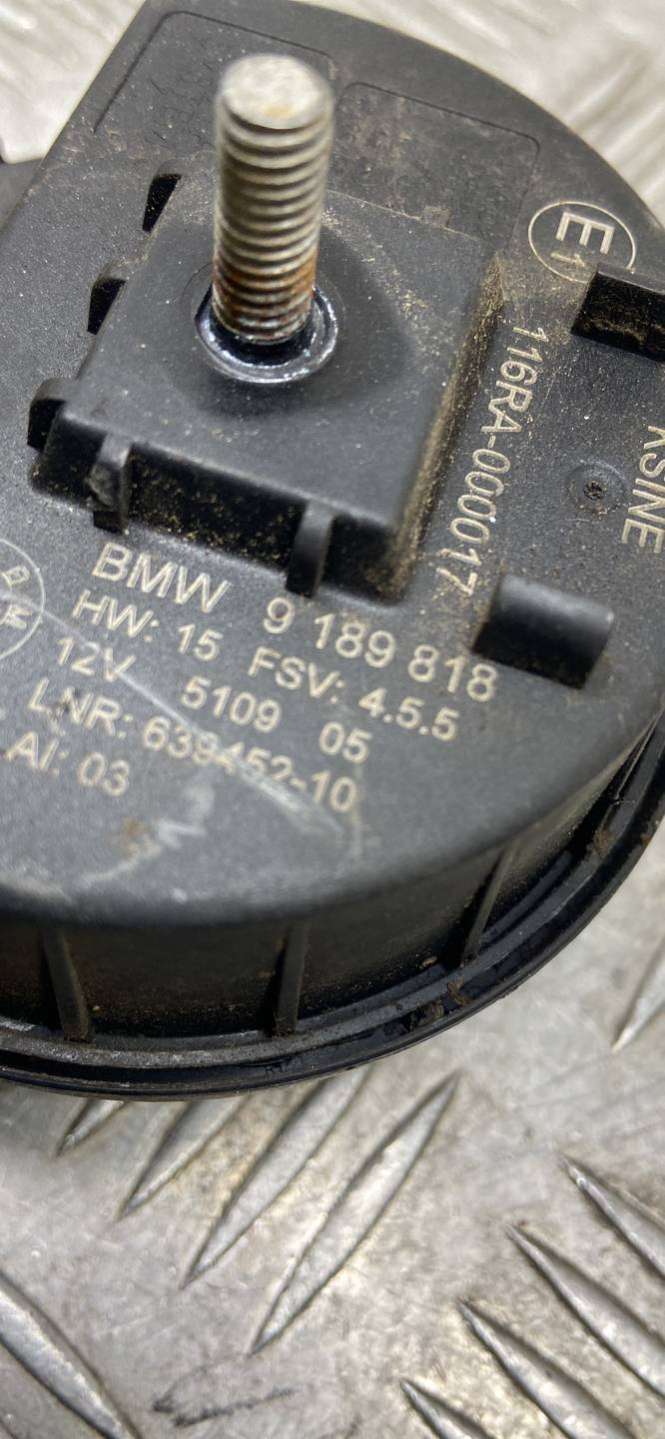 E1
116RA-000017
BMW 9 189 818
HW: 15 FSV: 4.5.5
12V 5109 05
LNR: 639452-10
AI: 03